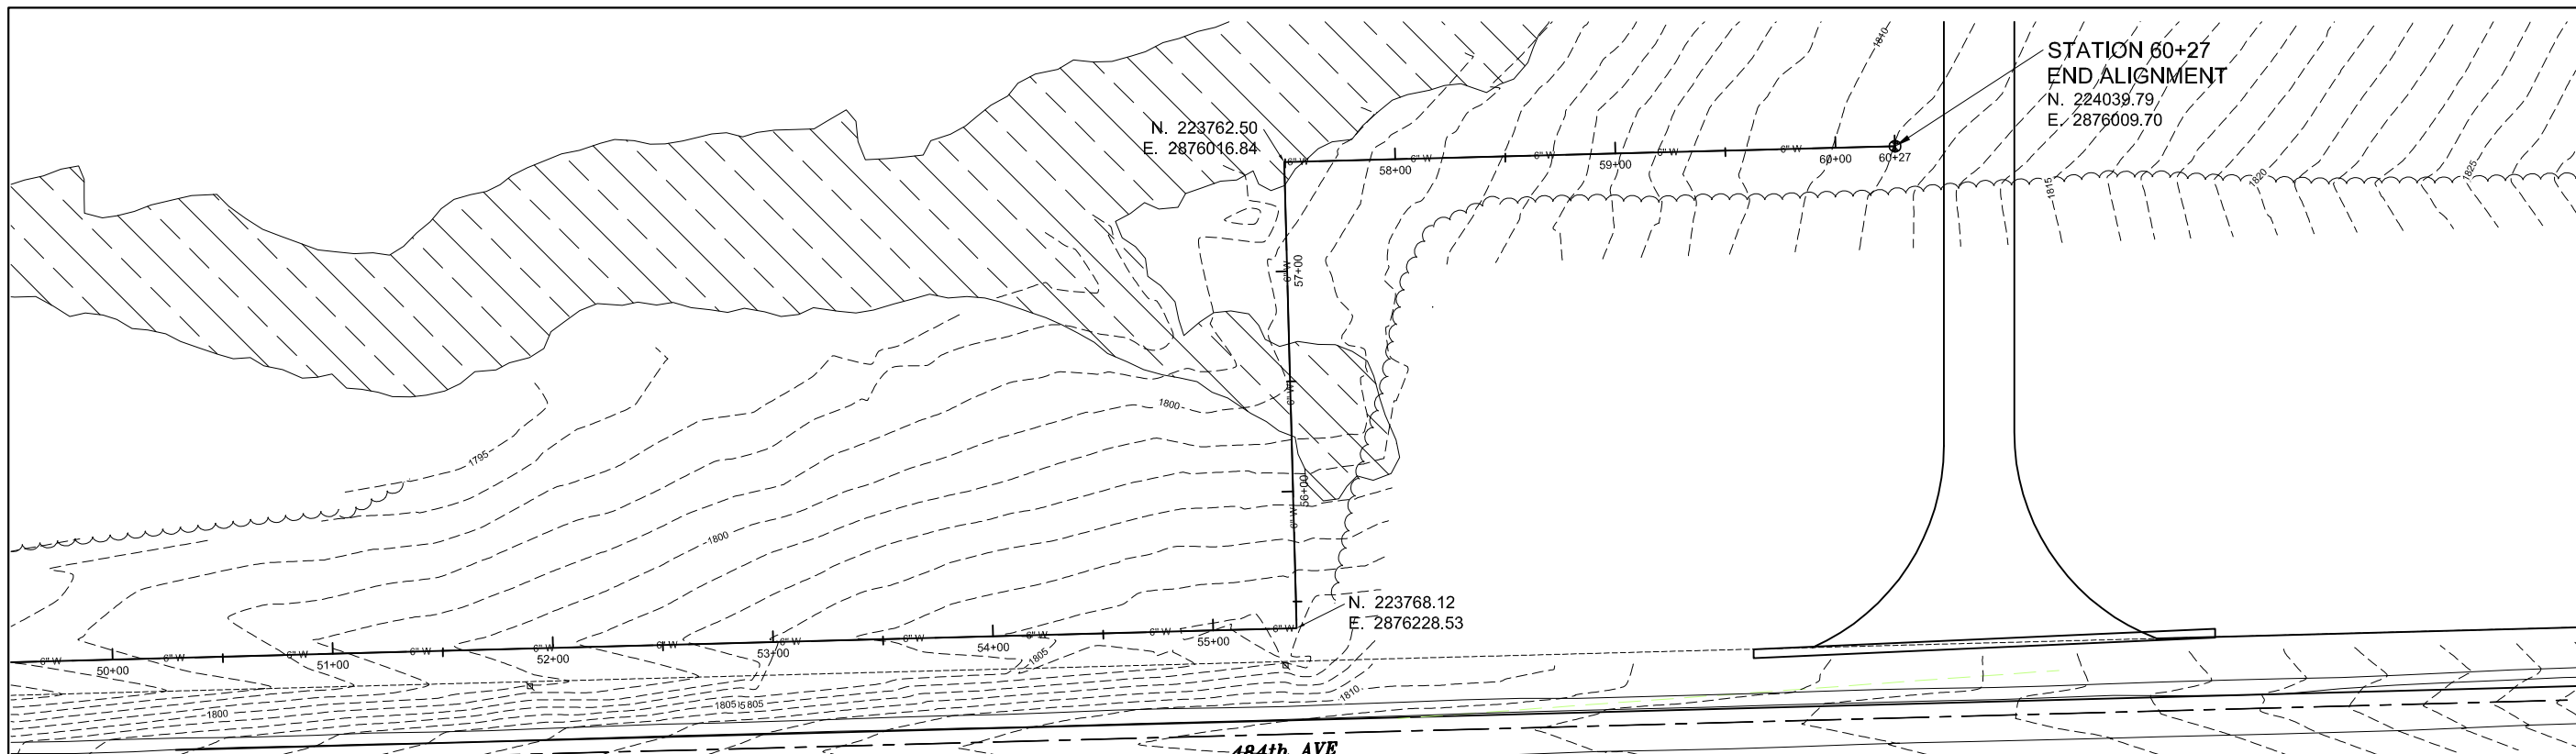 1810
STATION 60+27
END ALIGNMENT
N. 224039.79
E. 2876009.70
N. 223762.50
E. 2876016.84
6" W
6" W
6" W
6" W
6" W
58+00
59+00
60+00
60+27
1815
1820
1825
6" W
57+00
6" W
1800
1795
56+00
6" W
1800
N. 223768.12
E. 2876228.53
6" W
6" W
6" W
6" W
6" W
6" W
6" W
6" W
6" W
6" W
6" W
50+00
51+00
52+00
53+00
54+00
55+00
1805
1810
1800
1805
484th AVE